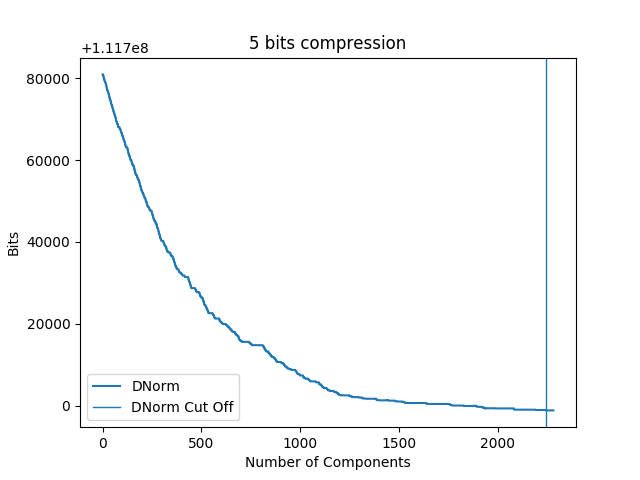 5 bits compression
+1.117e8
80000
60000
40000
20000
0
Bits
0 500 1000 1500 2000
Number of Components
DNorm
DNorm Cut Off